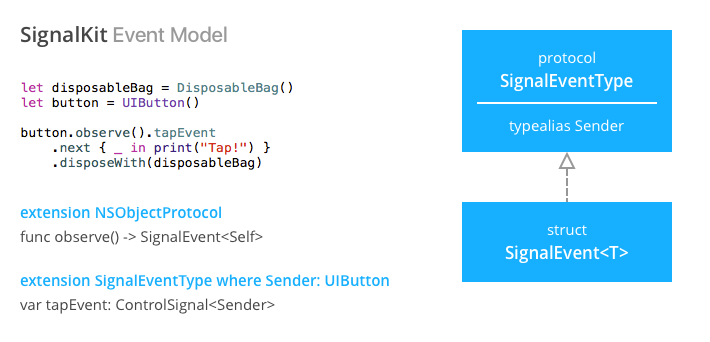 SignalKit Event Model
let disposableBag = DisposableBag()
let button = UIButton()
button.observe().tapEvent
.next { _ in print("Tap!") }
.disposeWith(disposableBag)
extension NSObjectProtocol
func observe() -> SignalEvent<Self>
extension SignalEventType where Sender: UIButton
var tapEvent: ControlSignal<Sender>
protocol
SignalEventType
typealias Sender
struct
SignalEvent<T>